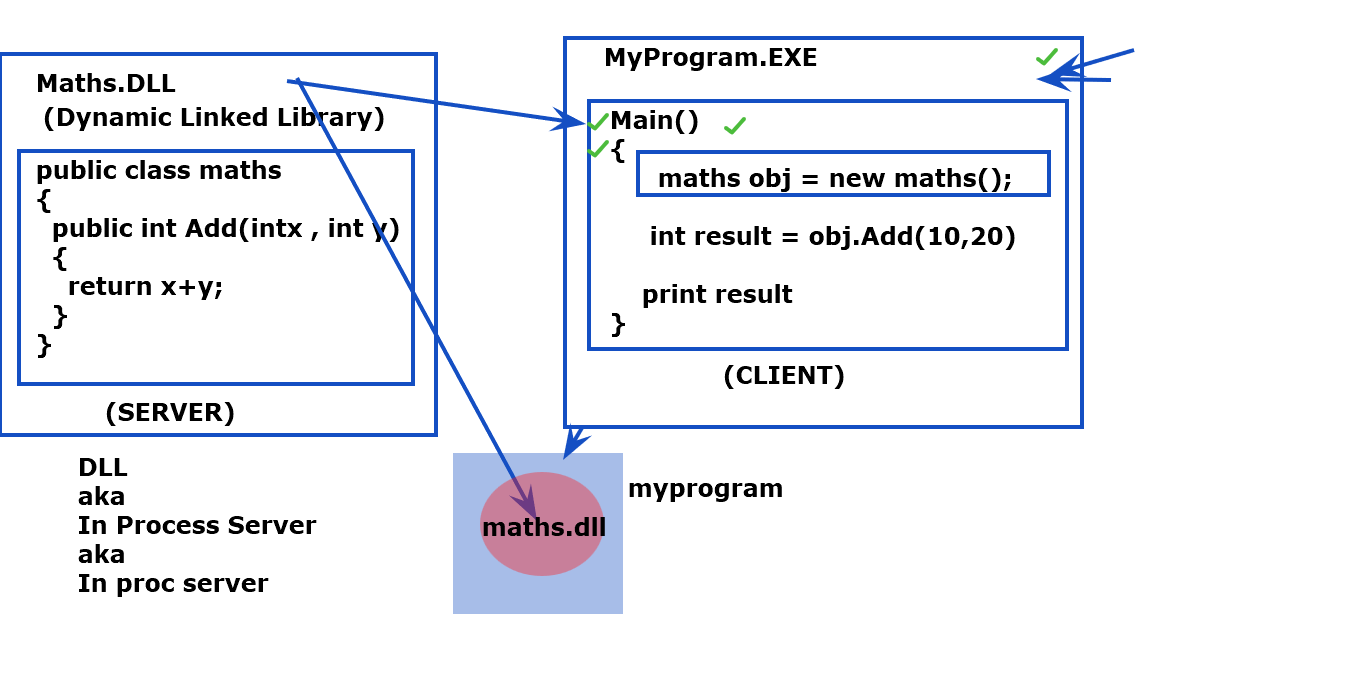 Maths.DLL
(Dynamic Linked Library)
public class maths
{
public int Add(intx , int y)
{
return x+y;
}
}
(SERVER)
DLL
aka
In Process Server
aka
In proc server
MyProgram.EXE
Main()
{
maths obj = new maths();
int result = obj.Add(10,20)
print result
}
(CLIENT)
myprogram
maths.dll